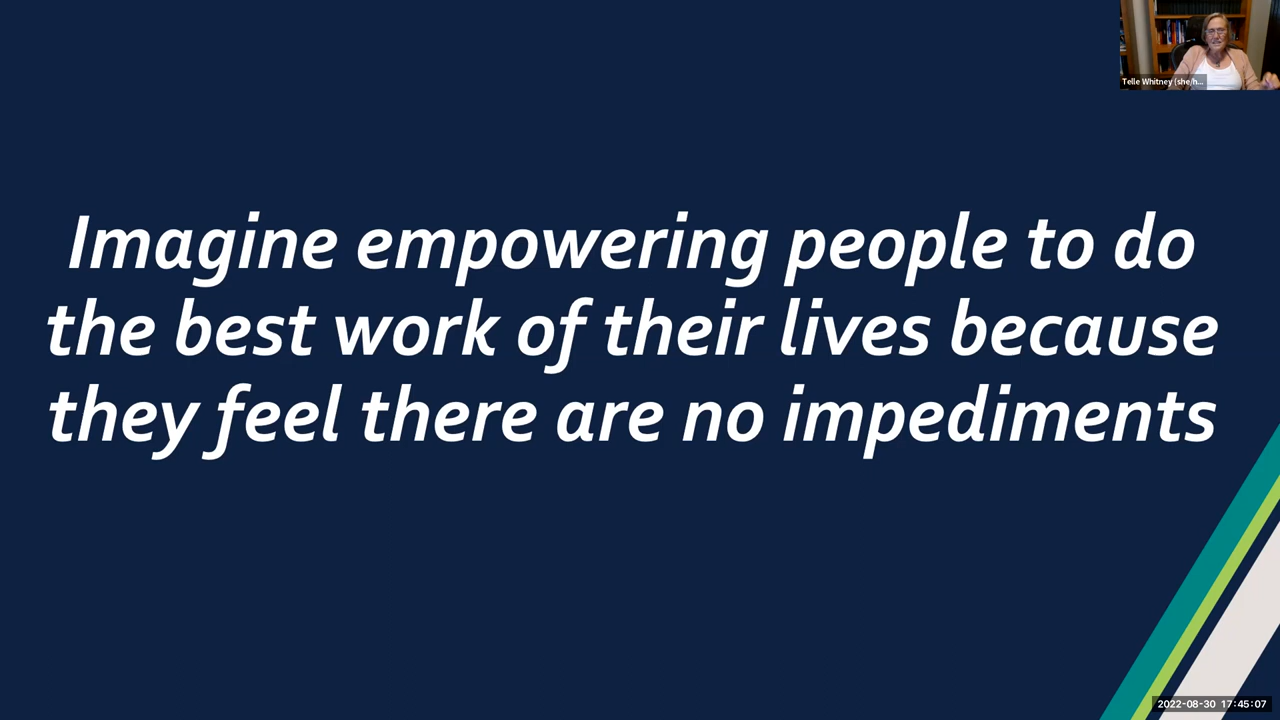 Telle Whitney (she/h...
Imagine empowering people to do
the best work of their lives because
they feel there are no impediments
2022-08-30 17:45:07